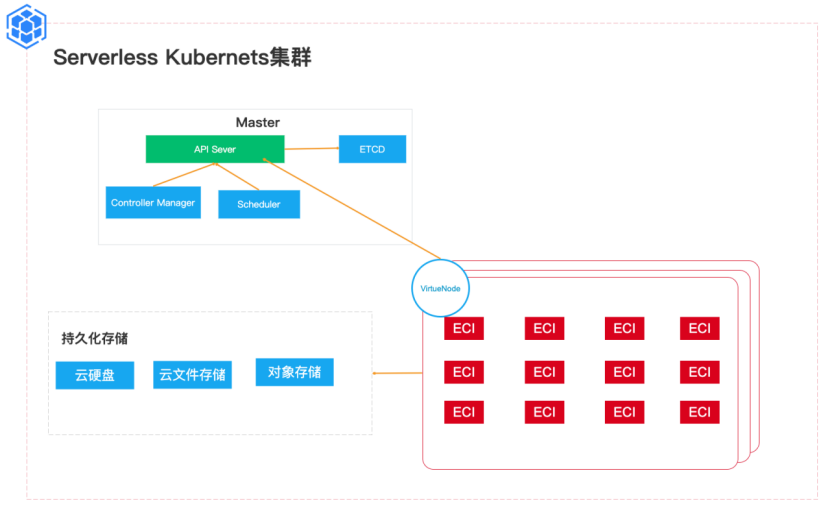 Serverless Kubernets集群
Master
API Sever
ETCD
Controller Manager
Scheduler
VirtueNode
ECI ECI ECI ECI
持久化存储
云硬盘 云文件存储 对象存储
ECI ECI ECI ECI
ECI ECI ECI ECI